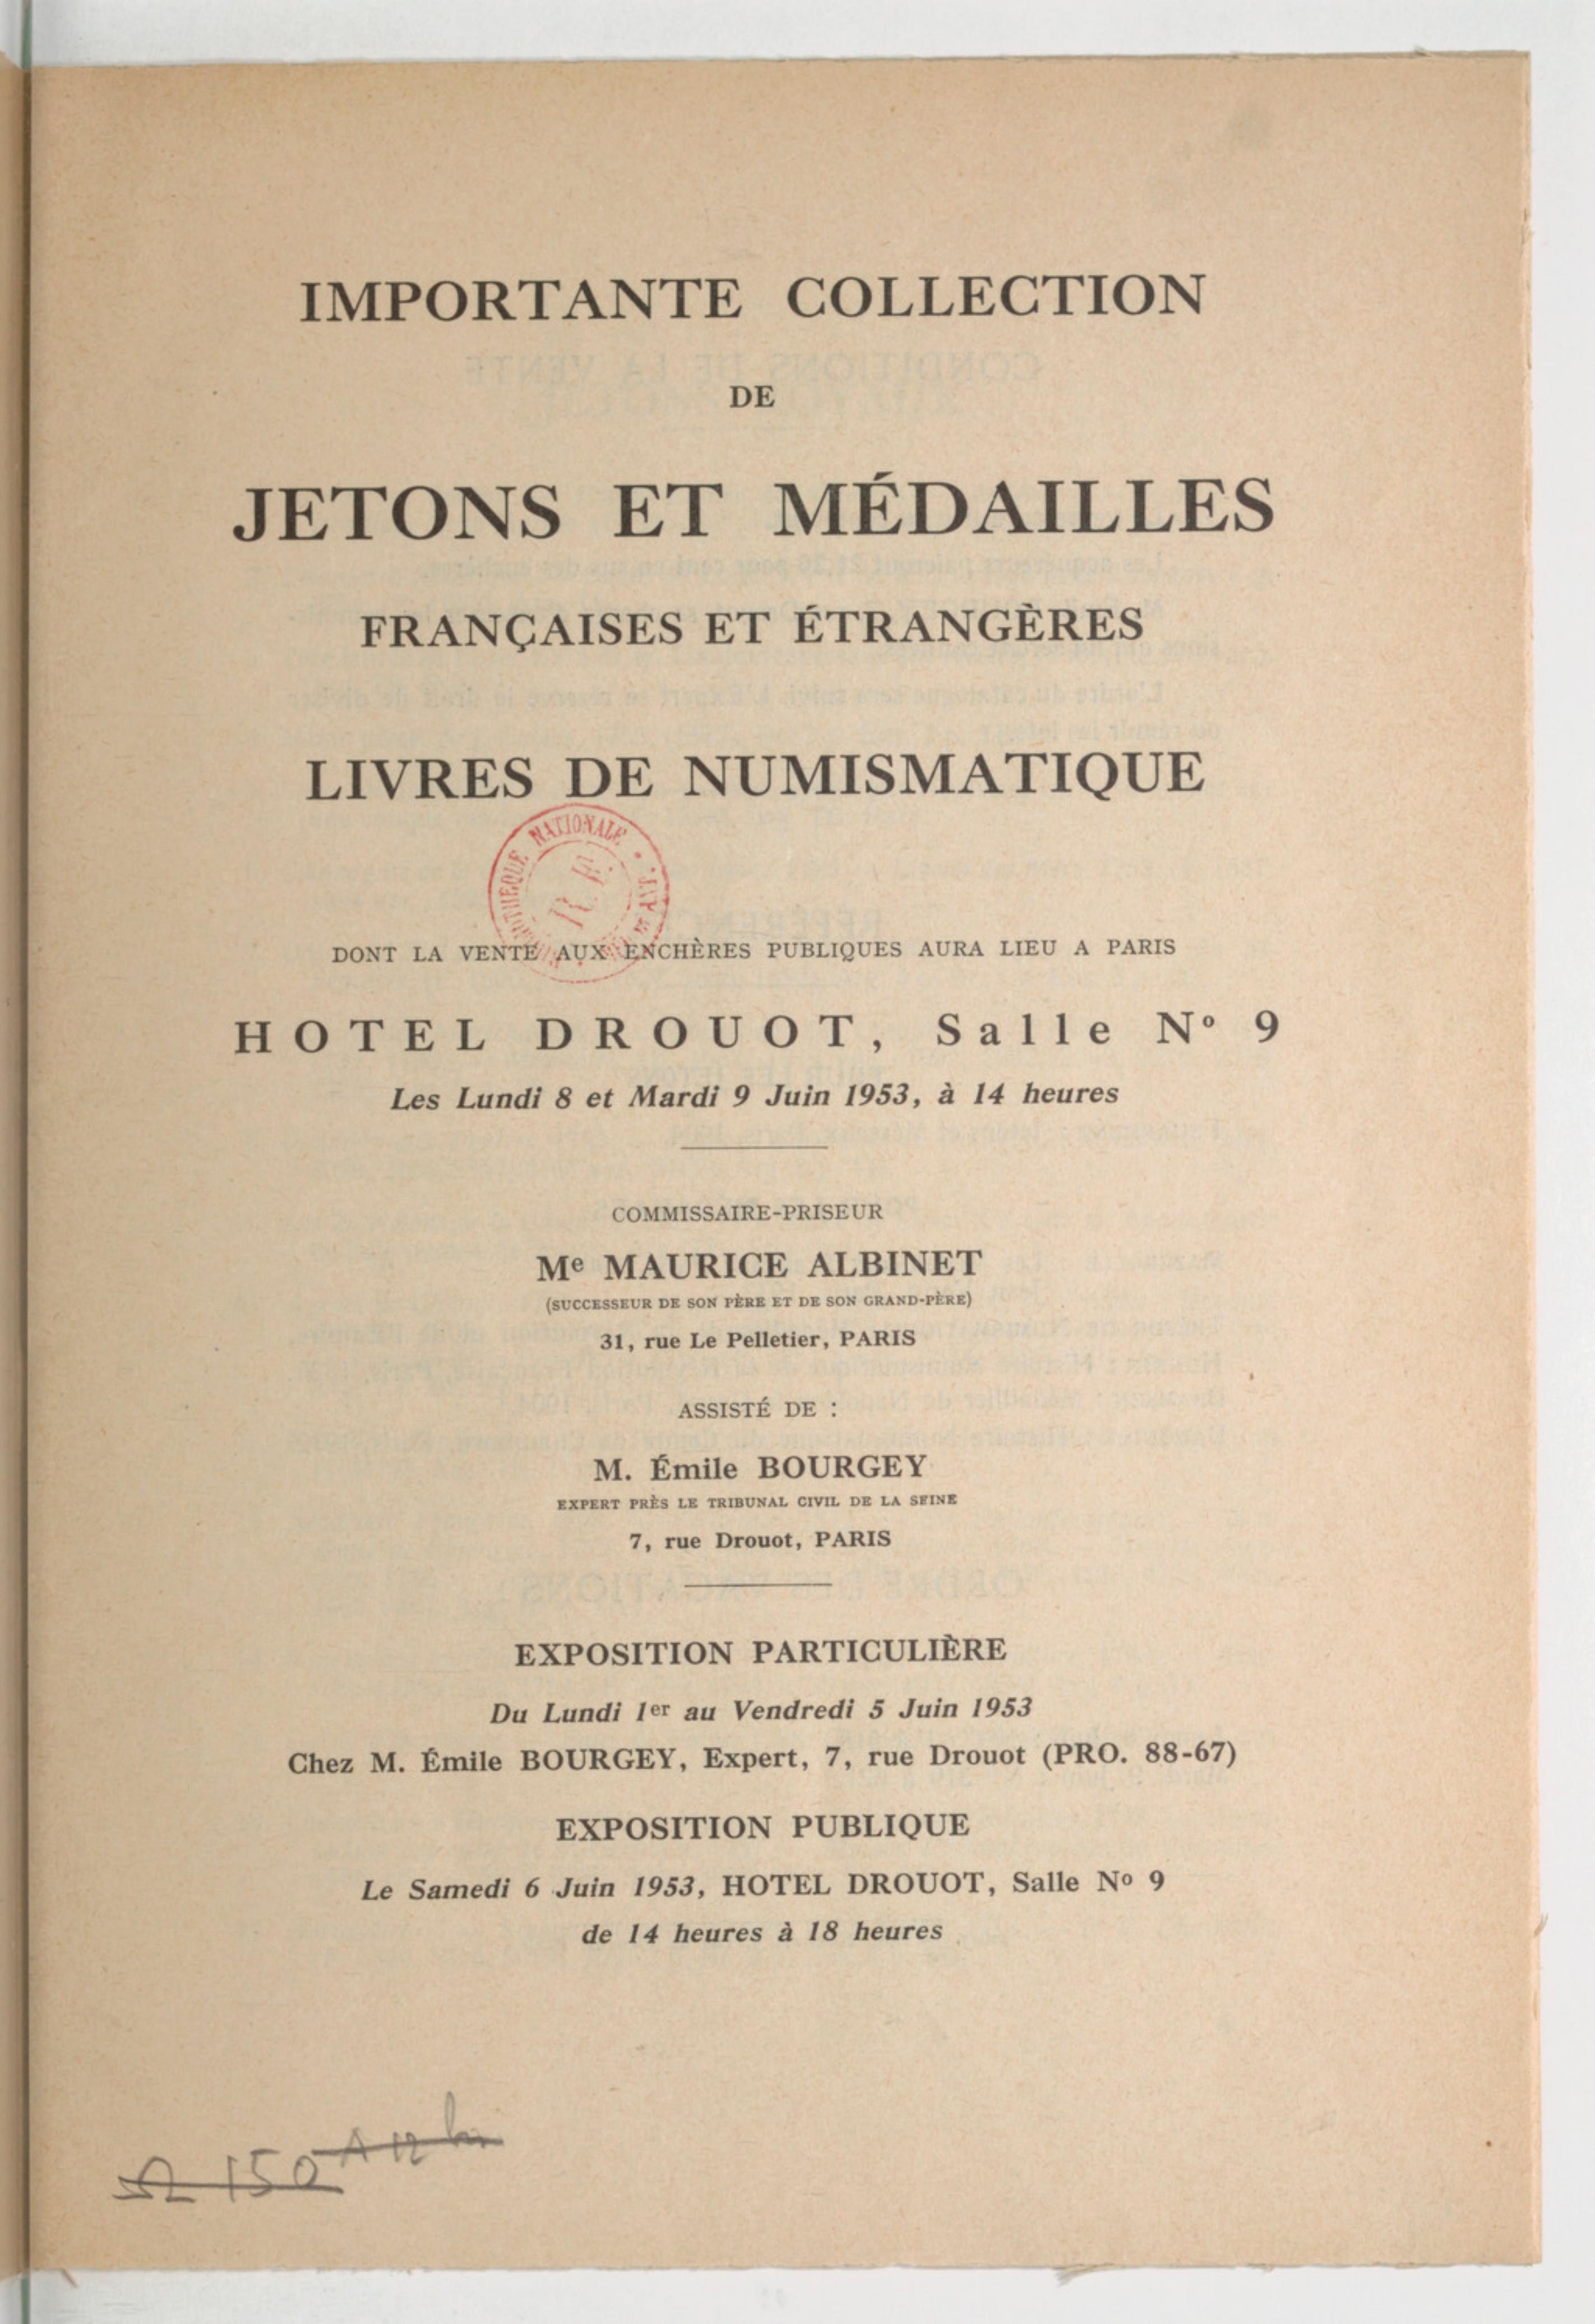 IMPORTANTE COLLECTION
DE
JETONS ET MÉDAILLES
FRANÇAISES ET ÉTRANGÈRES
LIVRES DE NUMISMATIQUE
NATIONALE
R F
DONT LA VENTE AUX ENCHÈRES PUBLIQUES AURA LIEU A PARIS
HOTEL DROUOT, Salle Nº 9
Les Lundi 8 et Mardi 9 Juin 1953, à 14 heures
COMMISSAIRE-PRISEUR
Me MAURICE ALBINET
(SUCCESSEUR DE SON PÈRE ET DE SON GRAND-PÈRE)
31, rue Le Pelletier, PARIS
ASSISTÉ DE :
M. Émile BOURGEY
EXPERT PRÈS LE TRIBUNAL CIVIL DE LA SEINE
7, rue Drouot, PARIS
EXPOSITION PARTICULIÈRE
Du Lundi 1er au Vendredi 5 Juin 1953
Chez M. Émile BOURGEY, Expert, 7, rue Drouot (PRO. 88-67)
EXPOSITION PUBLIQUE
Le Samedi 6 Juin 1953, HOTEL DROUOT, Salle Nº 9
de 14 heures à 18 heures
150 A 12